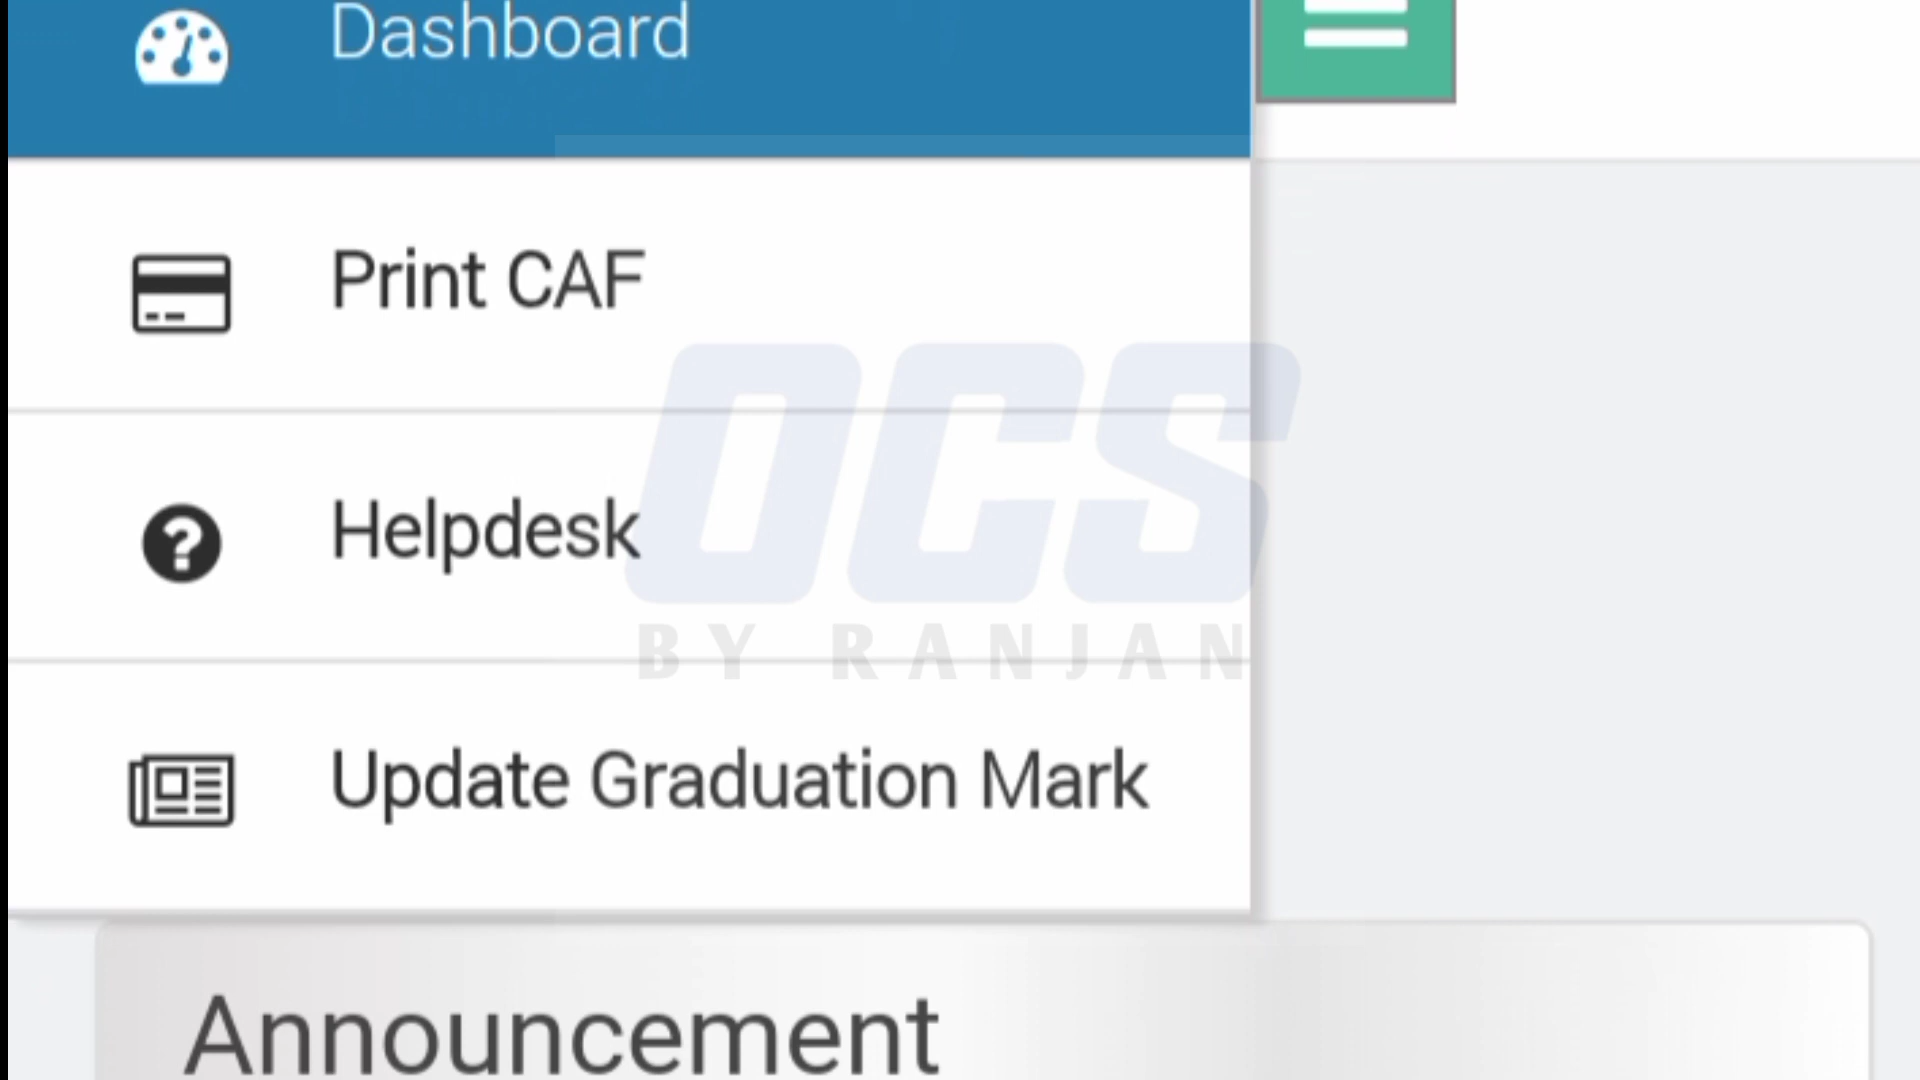 Dashboard
Print CAF
Helpdesk
OCS
BY RANJAN
Update Graduation Mark
Announcement